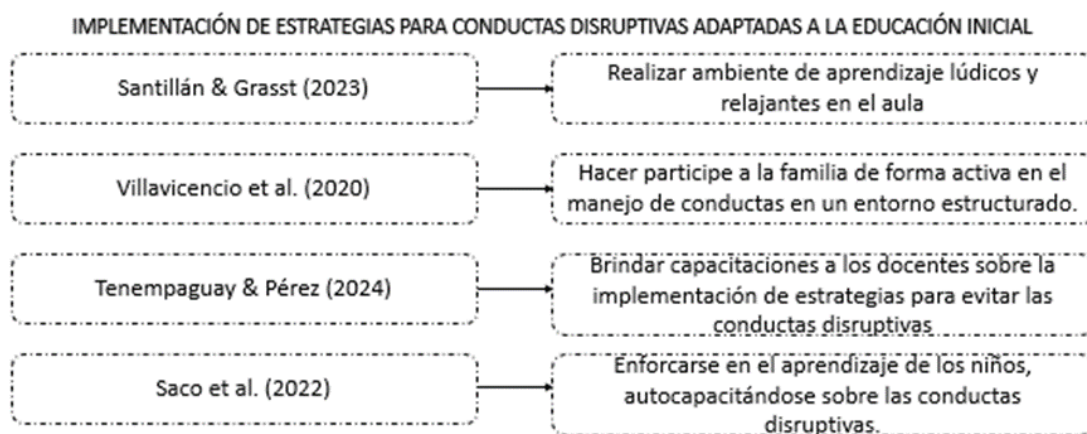 IMPLEMENTACIÓN DE ESTRATEGIAS PARA CONDUCTAS DISRUPTIVAS ADAPTADAS A LA EDUCACIÓN INICIAL
Santillán & Grasst (2023)
Realizar ambiente de aprendizaje lúdicos y
relajantes en el aula
Villavicencio et al. (2020)
Hacer participe a la familia de forma activa en el
manejo de conductas en un entorno estructurado.
Tenempaguay & Pérez (2024)
Brindar capacitaciones a los docentes sobre la
implementación de estrategias para evitar las
conductas disruptivas
Saco et al. (2022)
Enforcarse en el aprendizaje de los niños,
autocapacitándose sobre las conductas
disruptivas.